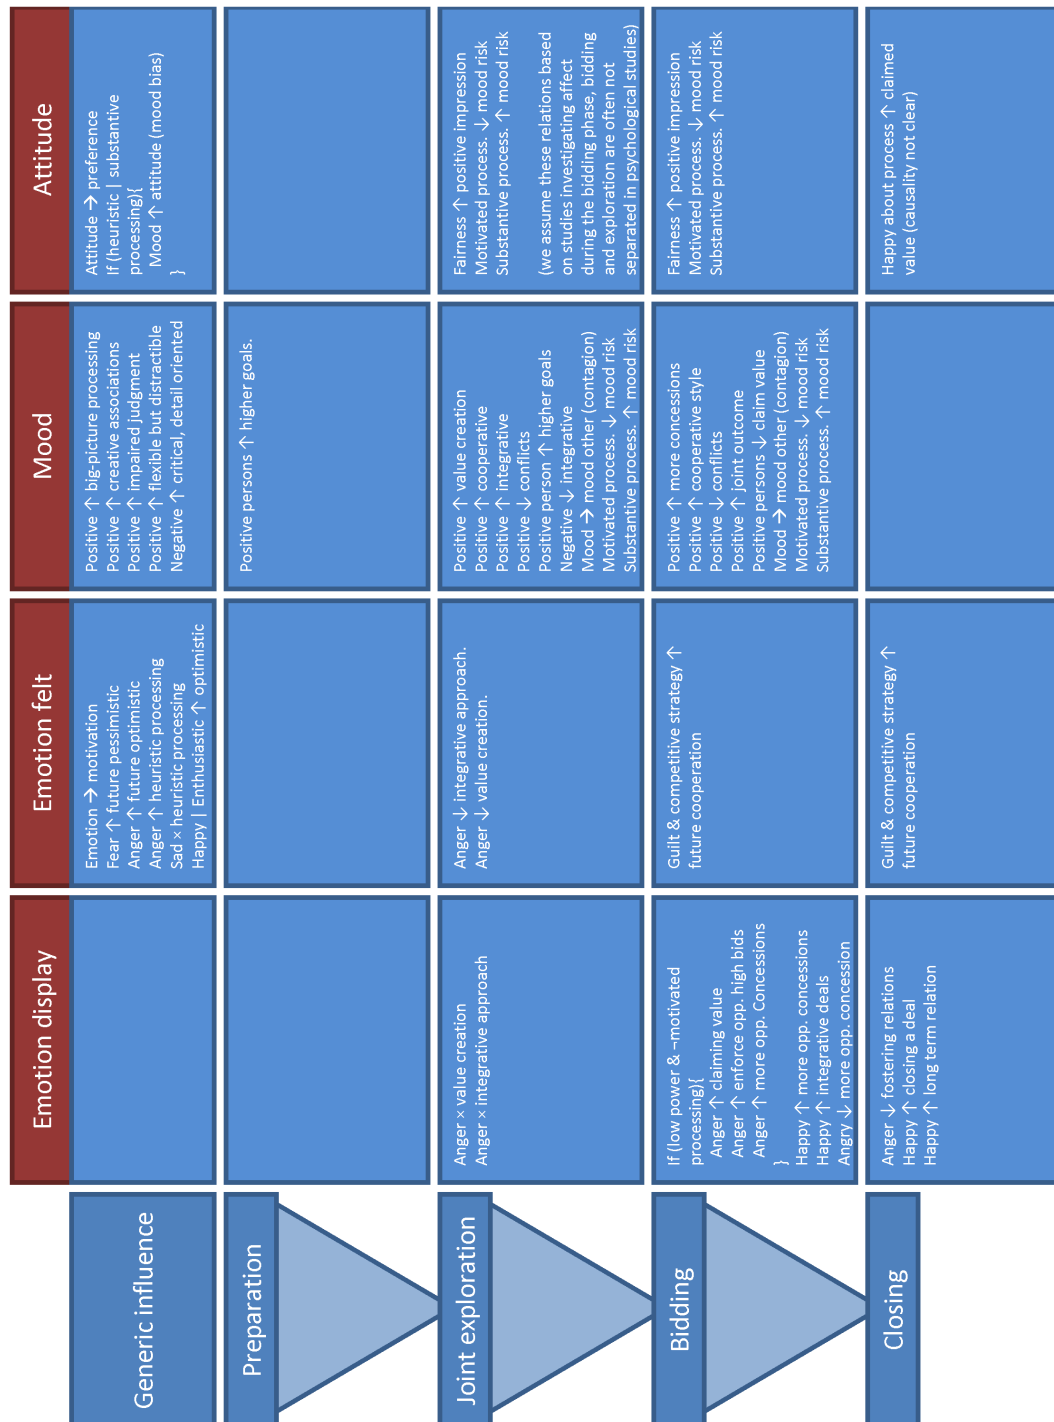 Emotion display
Emotion felt
Mood
Attitude
Generic influence
Emotion → motivation
Fear ↑ future pessimistic
Anger ↑ future optimistic
Anger ↑ heuristic processing
Sad × heuristic processing
Happy | Enthusiastic ↑ optimistic
Positive ↑ big-picture processing
Positive ↑ creative associations
Positive ↑ impaired judgment
Positive ↑ flexible but distractible
Negative ↑ critical, detail oriented
Attitude → preference
If (heuristic | substantive
processing){
Mood ↑ attitude (mood bias)
}
Preparation
Positive persons ↑ higher goals.
Joint exploration
Anger × value creation
Anger × integrative approach
Anger ↓ integrative approach.
Anger ↓ value creation.
Positive ↑ value creation
Positive ↑ cooperative
Positive ↑ integrative
Positive ↓ conflicts
Positive person ↑ higher goals
Negative ↓ integrative
Mood → mood other (contagion)
Motivated process. ↓ mood risk
Substantive process. ↑ mood risk
Fairness ↑ positive impression
Motivated process. ↓ mood risk
Substantive process. ↑ mood risk
(we assume these relations based
on studies investigating affect
during the bidding phase, bidding
and exploration are often not
separated in psychological studies)
Bidding
If (low power & ¬motivated
processing){
Anger ↑ claiming value
Anger ↑ enforce opp. high bids
Anger ↑ more opp. Concessions
}
Happy ↑ more opp. concessions
Happy ↑ integrative deals
Angry ↓ more opp. concession
Guilt & competitive strategy ↑
future cooperation
Positive ↑ more concessions
Positive ↑ cooperative style
Positive ↓ conflicts
Positive ↑ joint outcome
Positive persons ↓ claim value
Mood → mood other (contagion)
Motivated process. ↓ mood risk
Substantive process. ↑ mood risk
Fairness ↑ positive impression
Motivated process. ↓ mood risk
Substantive process. ↑ mood risk
Closing
Anger ↓ fostering relations
Happy ↑ closing a deal
Happy ↑ long term relation
Guilt & competitive strategy ↑
future cooperation
Happy about process ↑ claimed
value (causality not clear)